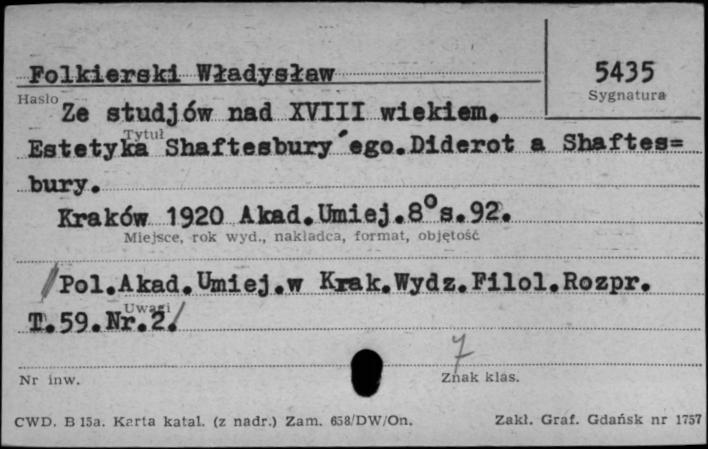 Folkierski Władysław
5435
Hasło
Sygnatura
Ze studjów nad XVIII wiekiem.
Tytuł
Estetyka Shaftesbury´ego.Diderot a Shaftes=
bury.
Kraków 1920 Akad.Umiej.8°s.92.
Miejsce, rok wyd., nakładca, format, objętość
/Pol.Akad.Umiej.w Krak.Wydz.Filol.Rozpr.
Uwagi
T.59.Nr.2/
7
Nr inw.
Znak klas.
CWD. B 15a. Karta katal. (z nadr.) Zam. 658/DW/On.
Zakł. Graf. Gdańsk nr 1757